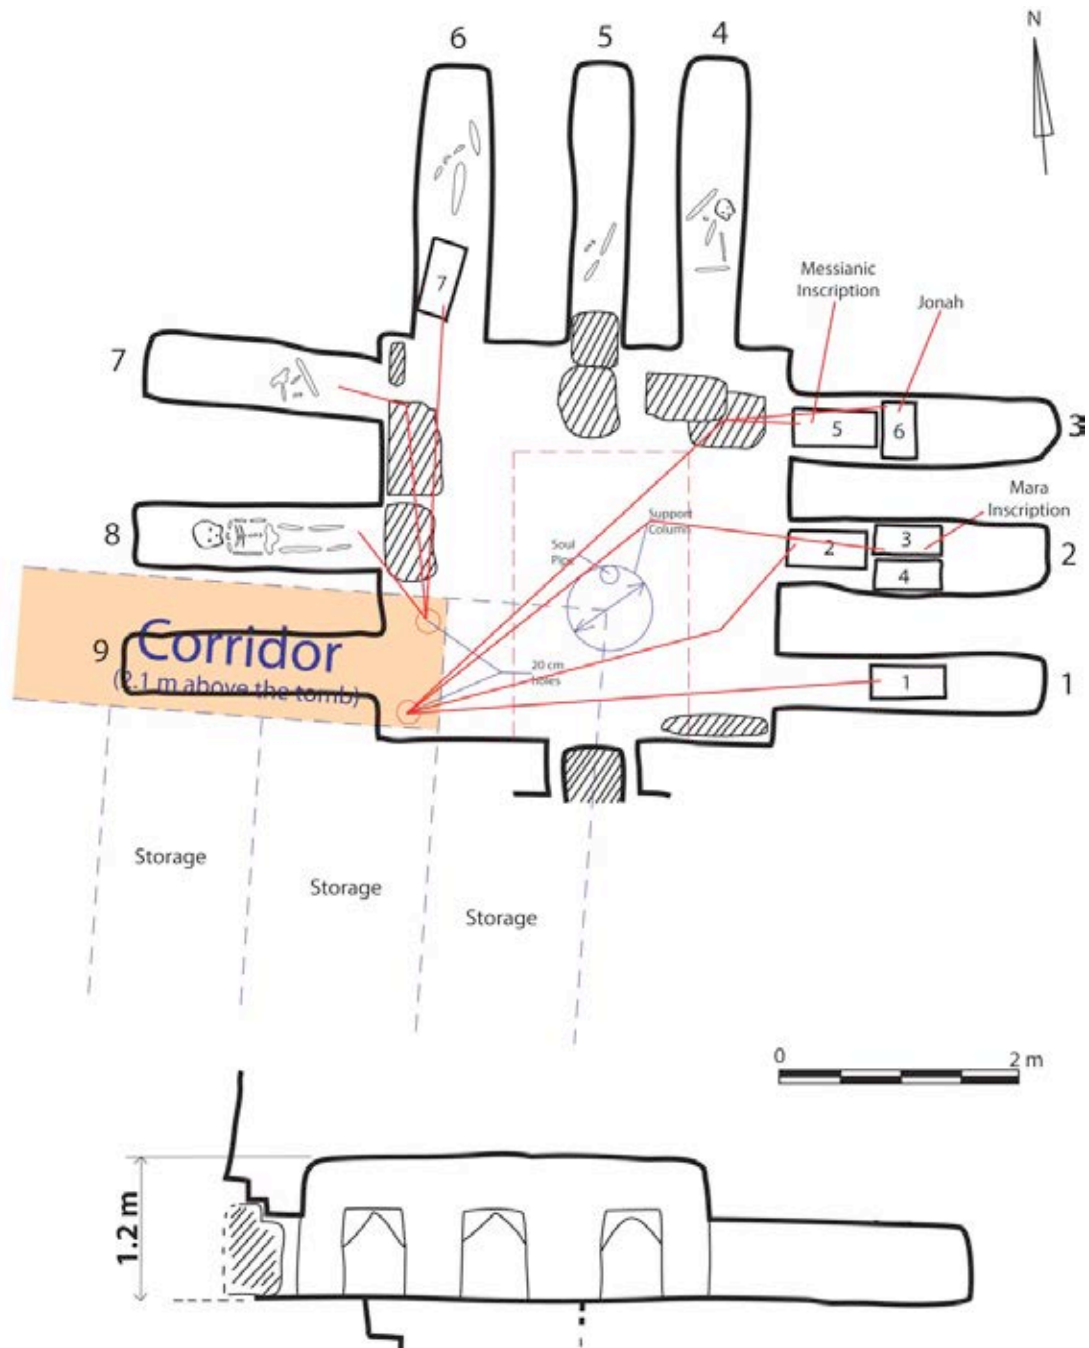 6
5
4
N
Messianic
Inscription
Jonah
7
7
5
6
3
8
Mara
Inscription
Support
Column
Soul
Pipe
2
3
4
2
9
Corridor
(2.1 m above the tomb)
20 cm
holes
1
1
Storage
Storage
Storage
0
2 m
1.2 m